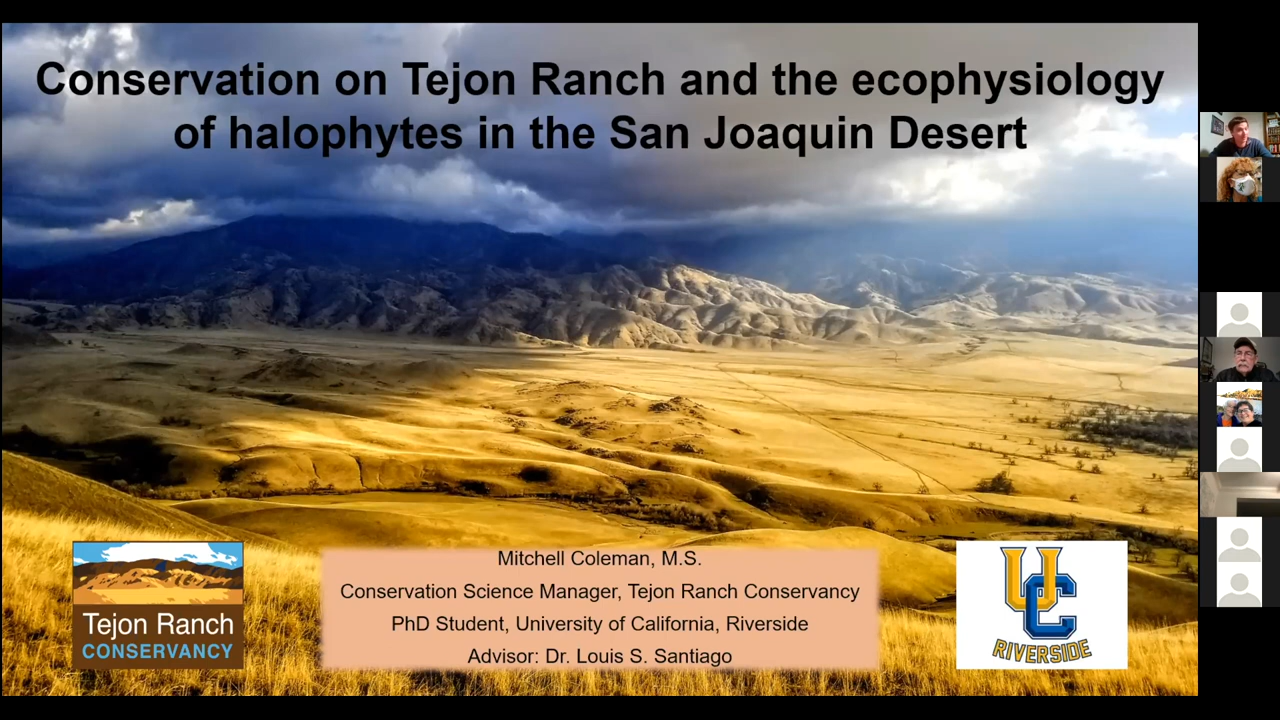 Conservation on Tejon Ranch and the ecophysiology
of halophytes in the San Joaquin Desert
Mitchell Coleman, M.S.
Conservation Science Manager, Tejon Ranch Conservancy
PhD Student, University of California, Riverside
Advisor: Dr. Louis S. Santiago
Tejon Ranch
CONSERVANCY
UC
RIVERSIDE